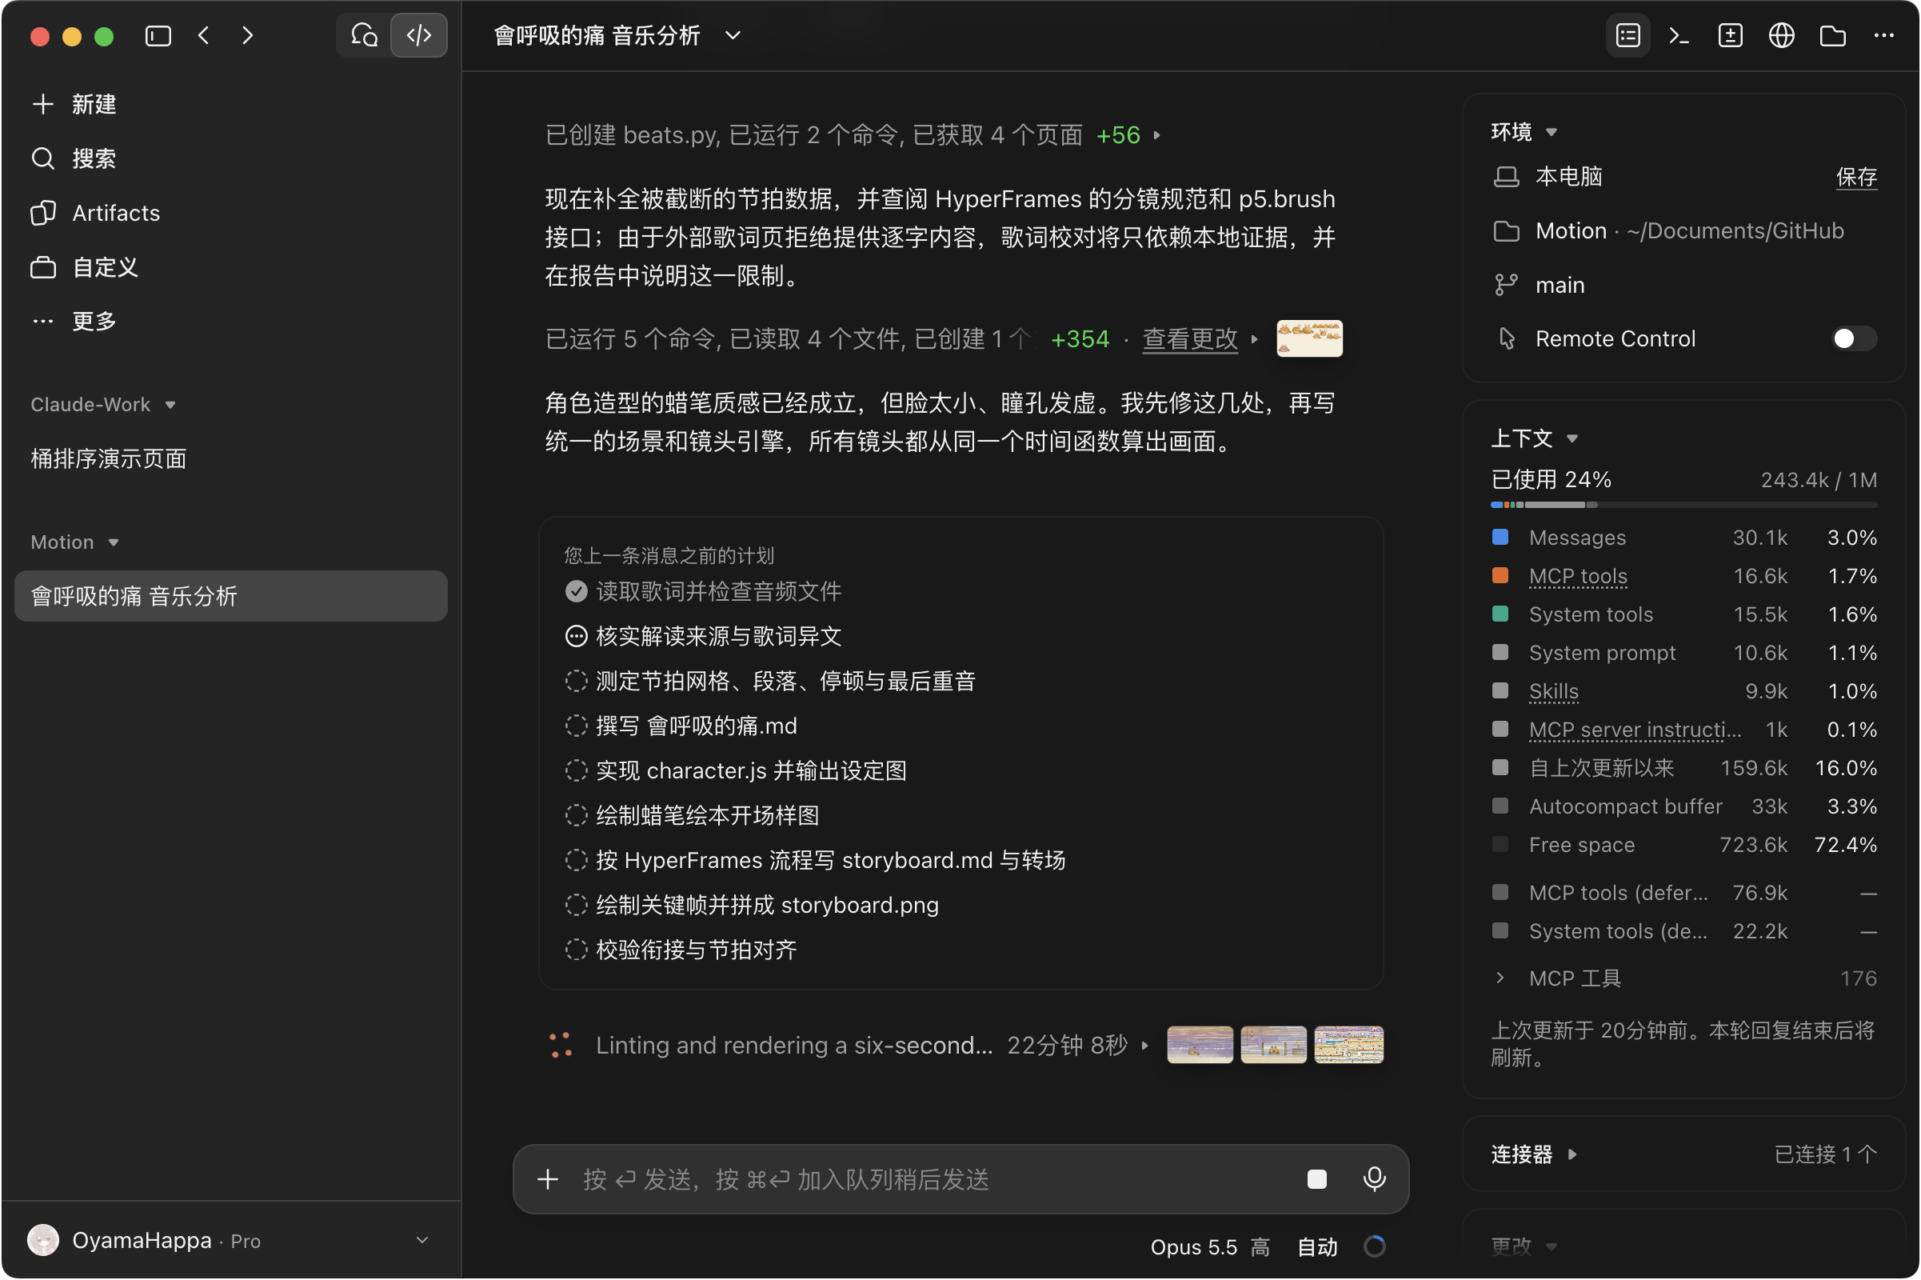 會呼吸的痛 音乐分析
新建
搜索
Artifacts
自定义
更多
Claude-Work
桶排序演示页面
Motion
會呼吸的痛 音乐分析
OyamaHappa · Pro
已创建 beats.py, 已运行 2 个命令, 已获取 4 个页面 +56
现在补全被截断的节拍数据，并查阅 HyperFrames 的分镜规范和 p5.brush
接口；由于外部歌词页拒绝提供逐字内容，歌词校对将只依赖本地证据，并
在报告中说明这一限制。
已运行 5 个命令, 已读取 4 个文件, 已创建 1 个 +354 · 查看更改
角色造型的蜡笔质感已经成立，但脸太小、瞳孔发虚。我先修这几处，再写
统一的场景和镜头引擎，所有镜头都从同一个时间函数算出画面。
您上一条消息之前的计划
读取歌词并检查音频文件
核实解读来源与歌词异文
测定节拍网格、段落、停顿与最后重音
撰写 會呼吸的痛.md
实现 character.js 并输出设定图
绘制蜡笔绘本开场样图
按 HyperFrames 流程写 storyboard.md 与转场
绘制关键帧并拼成 storyboard.png
校验衔接与节拍对齐
Linting and rendering a six-second... 22分钟 8秒
按 ⏎ 发送，按 ⌘⏎ 加入队列稍后发送
Opus 5.5 高 自动
环境
本电脑 保存
Motion · ~/Documents/GitHub
main
Remote Control
上下文
已使用 24% 243.4k / 1M
Messages 30.1k 3.0%
MCP tools 16.6k 1.7%
System tools 15.5k 1.6%
System prompt 10.6k 1.1%
Skills 9.9k 1.0%
MCP server instructi... 1k 0.1%
自上次更新以来 159.6k 16.0%
Autocompact buffer 33k 3.3%
Free space 723.6k 72.4%
MCP tools (defer... 76.9k —
System tools (de... 22.2k —
MCP 工具 176
上次更新于 20分钟前。本轮回复结束后将
刷新。
连接器 已连接 1 个
更改